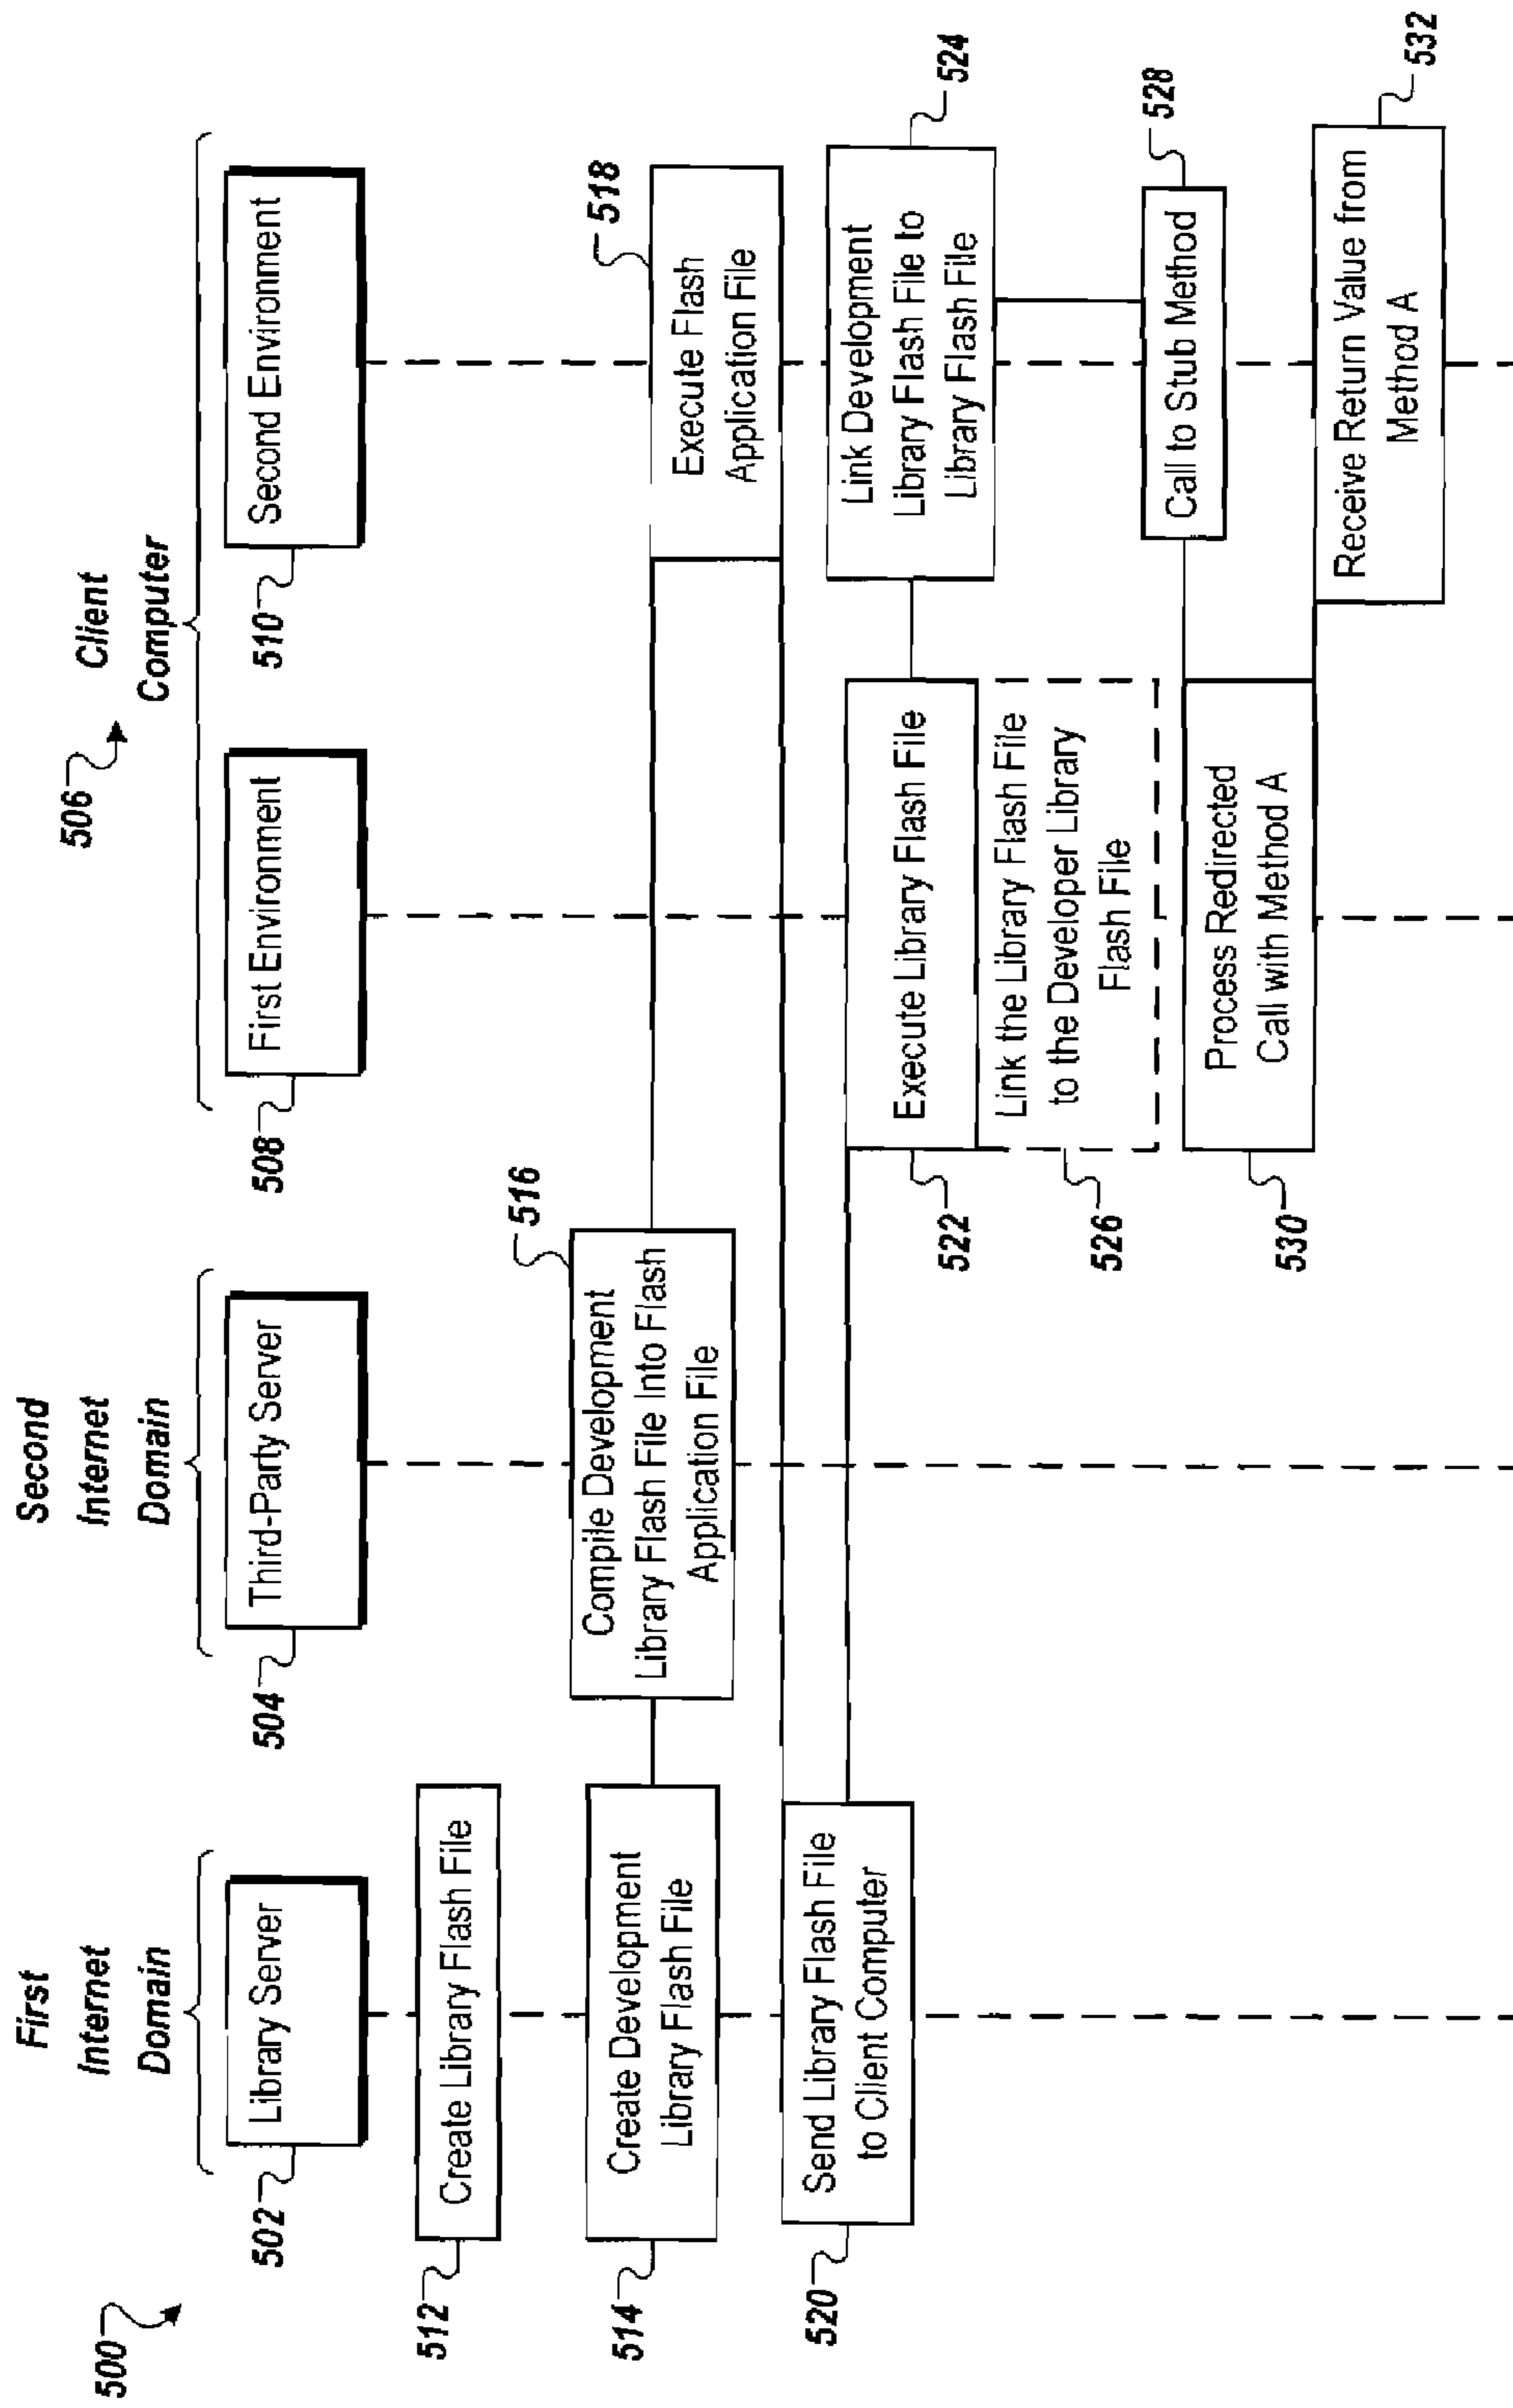 500
First
Internet
Domain
Second
Internet
Domain
506
Client
Computer
502
Library Server
504
Third-Party Server
508
First Environment
510
Second Environment
512
Create Library Flash File
514
Create Development
Library Flash File
516
Compile Development
Library Flash File Into Flash
Application File
518
Execute Flash
Application File
520
Send Library Flash File
to Client Computer
522
Execute Library Flash File
524
Link Development
Library Flash File to
Library Flash File
526
Link the Library Flash File
to the Developer Library
Flash File
528
Call to Stub Method
530
Process Redirected
Call with Method A
532
Receive Return Value from
Method A